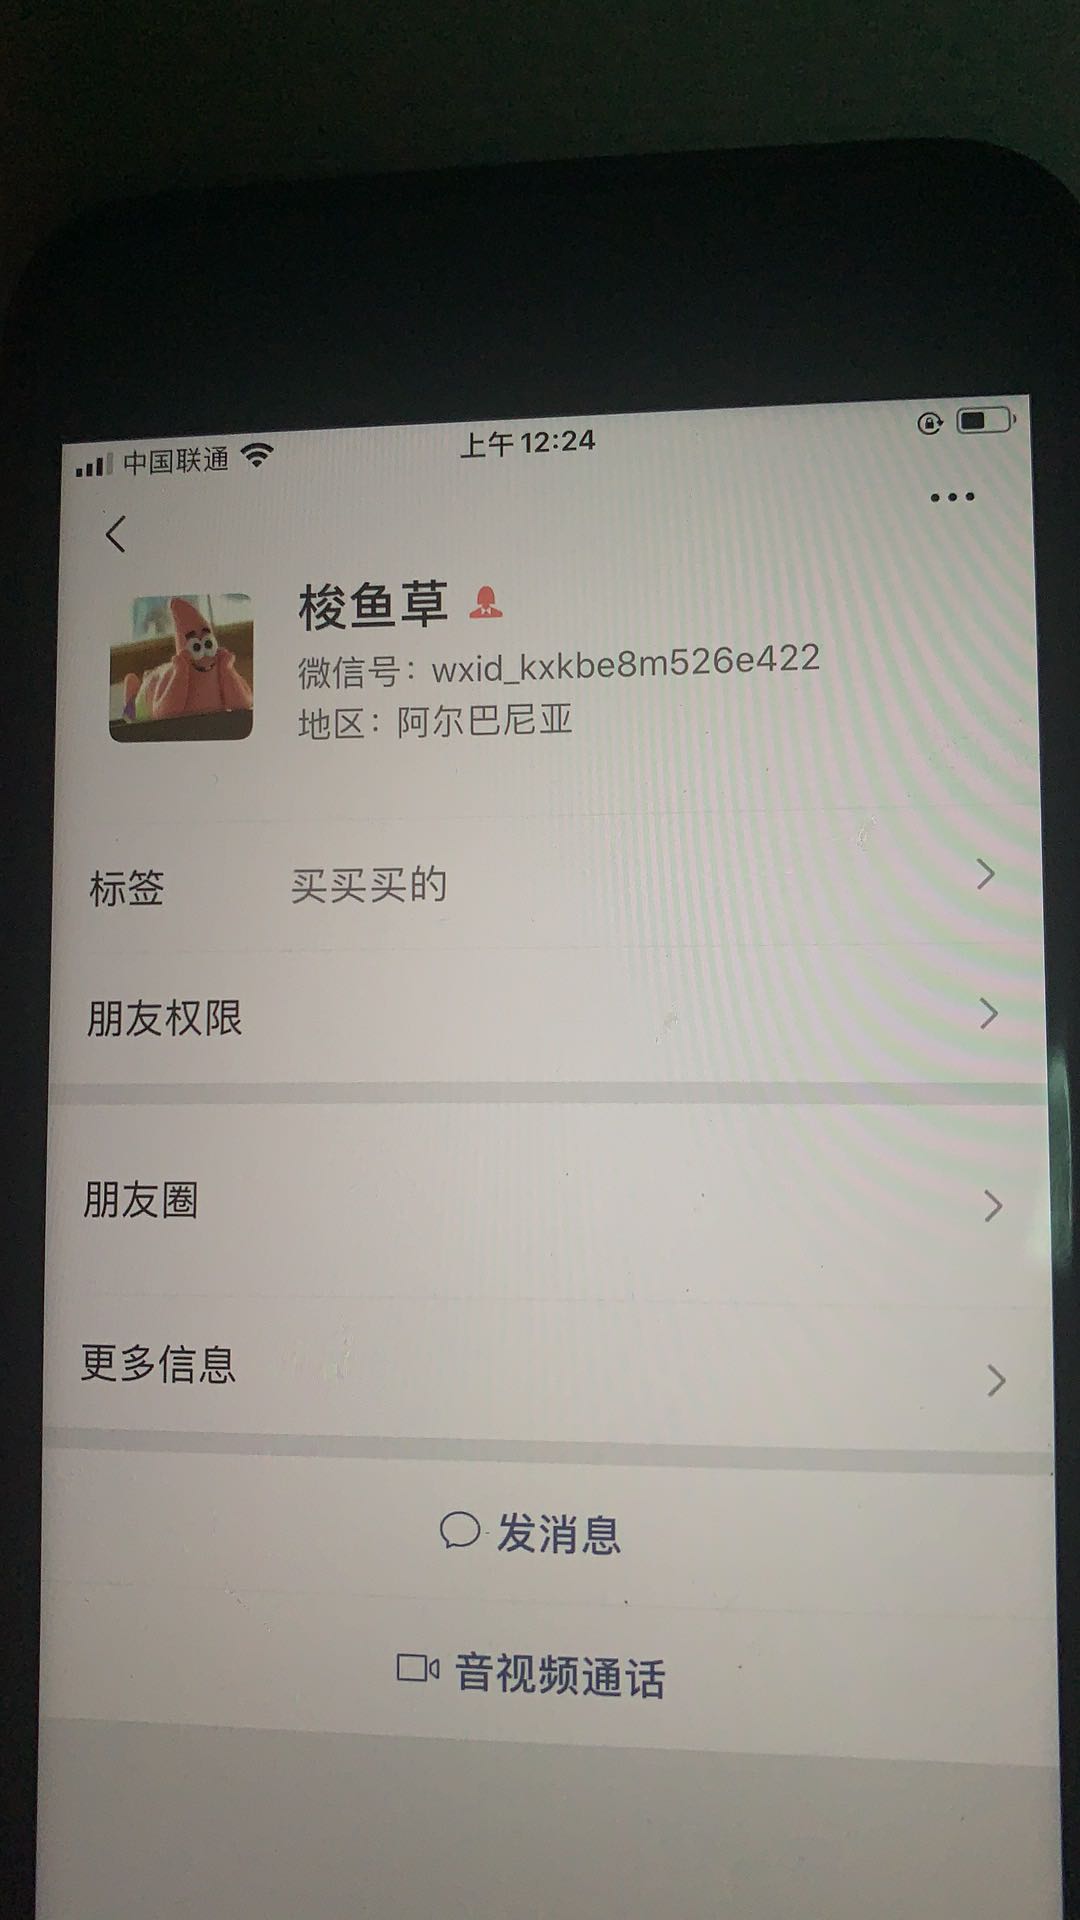 中国联通
上午12:24
梭鱼草
微信号：wxid_kxkbe8m526e422
地区：阿尔巴尼亚
标签 买买买的
朋友权限
朋友圈
更多信息
发消息
音视频通话